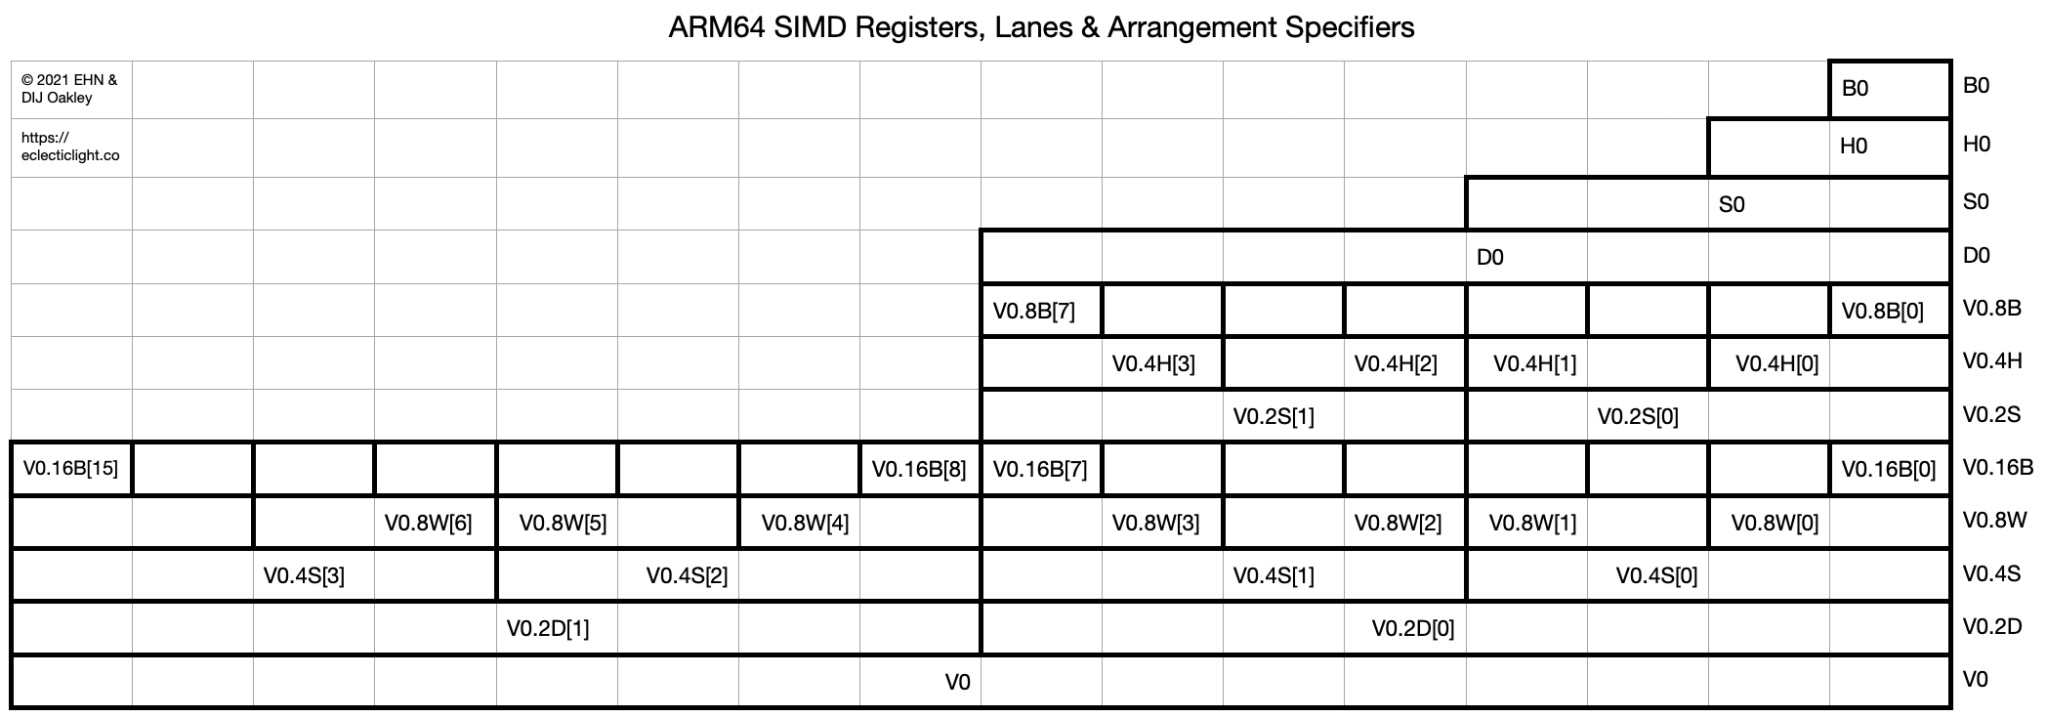 ARM64 SIMD Registers, Lanes & Arrangement Specifiers
© 2021 EHN &
DIJ Oakley
B0 B0
https://
eclecticlight.co
H0 H0
S0 S0
D0 D0
V0.8B[7] V0.8B[0] V0.8B
V0.4H[3] V0.4H[2] V0.4H[1] V0.4H[0] V0.4H
V0.2S[1] V0.2S[0] V0.2S
V0.16B[15] V0.16B[8] V0.16B[7] V0.16B[0] V0.16B
V0.8W[6] V0.8W[5] V0.8W[4] V0.8W[3] V0.8W[2] V0.8W[1] V0.8W[0] V0.8W
V0.4S[3] V0.4S[2] V0.4S[1] V0.4S[0] V0.4S
V0.2D[1] V0.2D[0] V0.2D
V0 V0